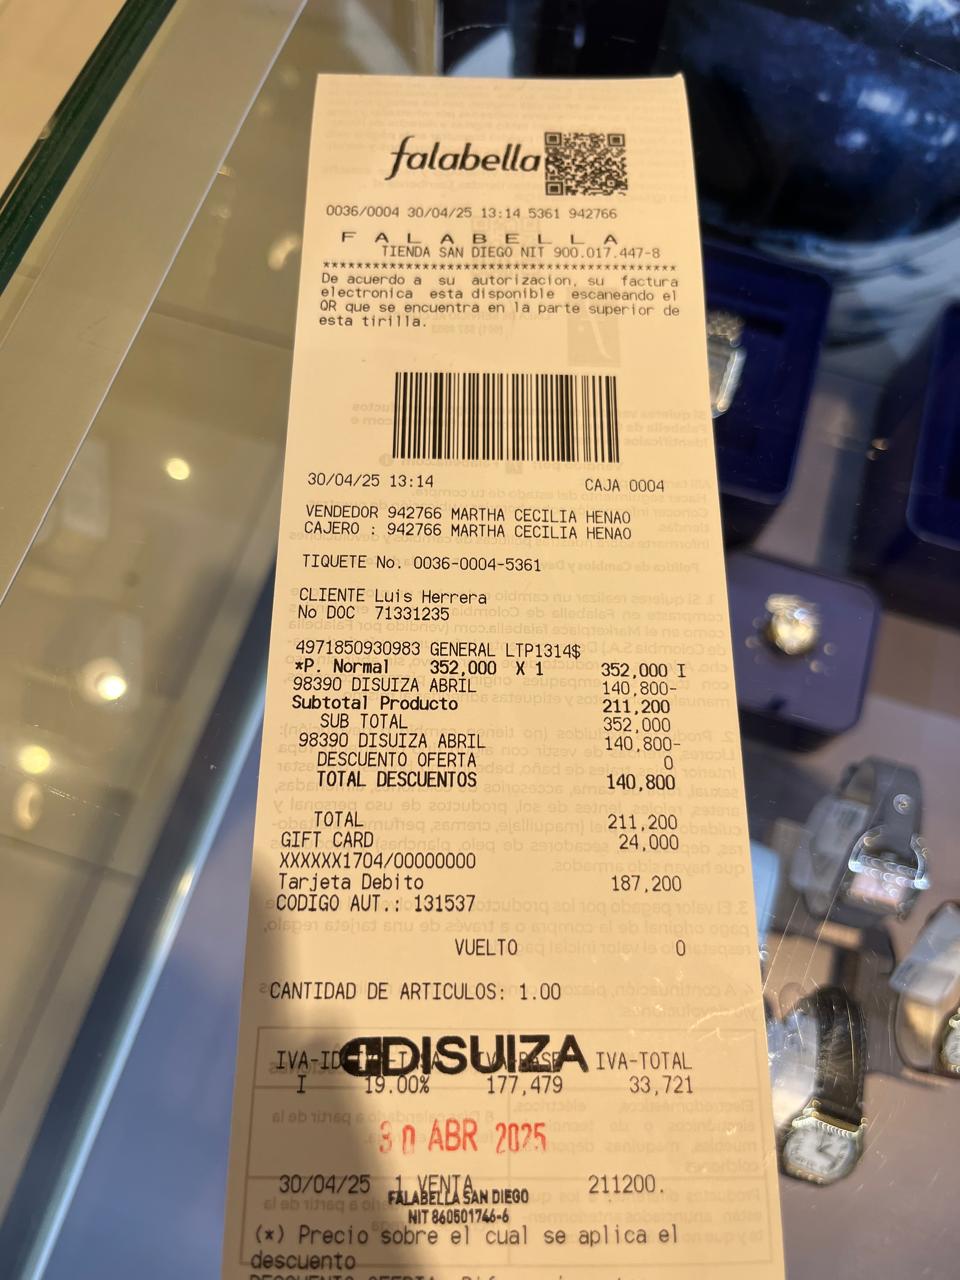 falabella
0036/0004 30/04/25 13:14 5361 942766
F A L A B E L L A
TIENDA SAN DIEGO NIT 900.017.447-8
****************************************************
De acuerdo a su autorizacion, su factura
electronica esta disponible escaneando el
QR que se encuentra en la parte superior de
esta tirilla.
30/04/25 13:14 CAJA 0004
VENDEDOR 942766 MARTHA CECILIA HENAO
CAJERO : 942766 MARTHA CECILIA HENAO
TIQUETE No. 0036-0004-5361
CLIENTE Luis Herrera
No DOC 71331235
4971850930983 GENERAL LTP1314$
*P. Normal 352,000 X 1 352,000 I
98390 DISUIZA ABRIL 140,800-
Subtotal Producto 211,200
SUB TOTAL 352,000
98390 DISUIZA ABRIL 140,800-
DESCUENTO OFERTA 0
TOTAL DESCUENTOS 140,800
TOTAL 211,200
GIFT CARD 24,000
XXXXXX1704/00000000
Tarjeta Debito 187,200
CODIGO AUT.: 131537
VUELTO 0
CANTIDAD DE ARTICULOS: 1.00
DISUIZA
IVA-ID IVA-TASA IVA-BASE IVA-TOTAL
I 19.00% 177,479 33,721
30 ABR 2025
30/04/25 1 VENTA 211200.
FALABELLA SAN DIEGO
NIT 860501746-6
(*) Precio sobre el cual se aplica el
descuento